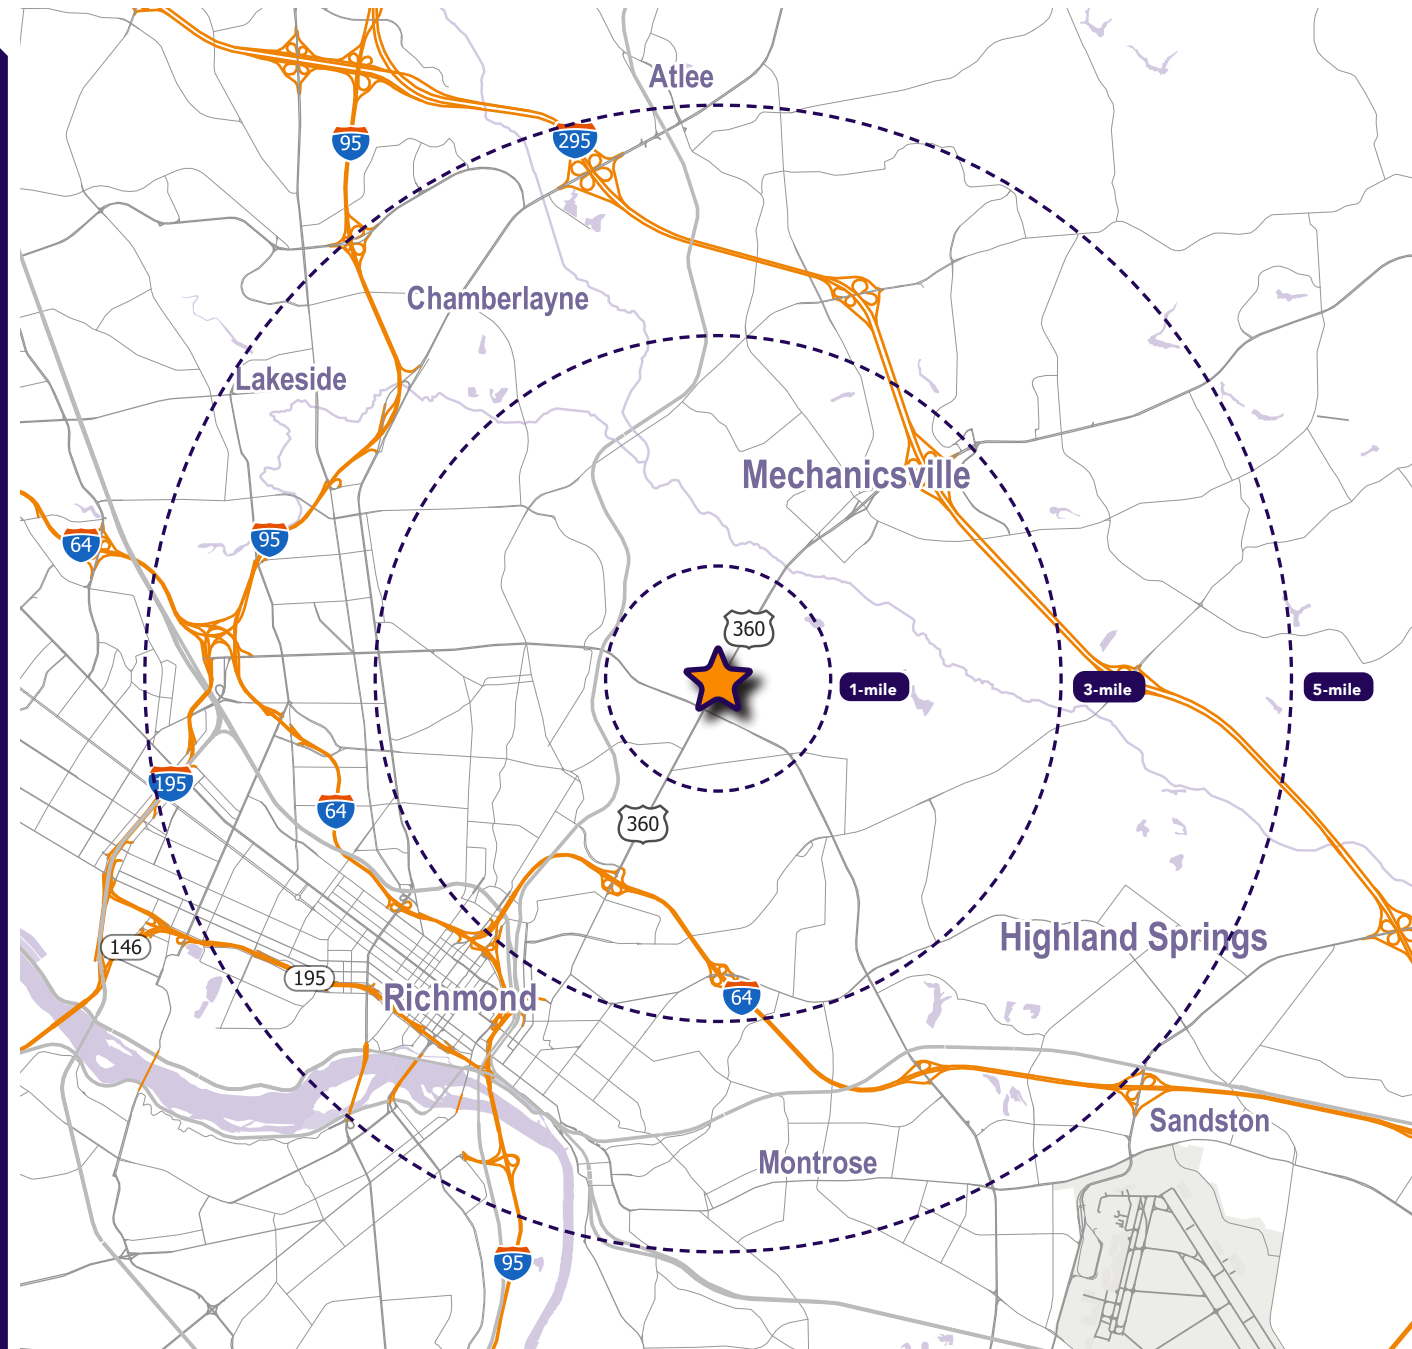 Atlee
95
295
Chamberlayne
Lakeside
Mechanicsville
64
95
360
1-mile
3-mile
5-mile
195
64
360
Highland Springs
146
195
Richmond
64
Sandston
Montrose
95